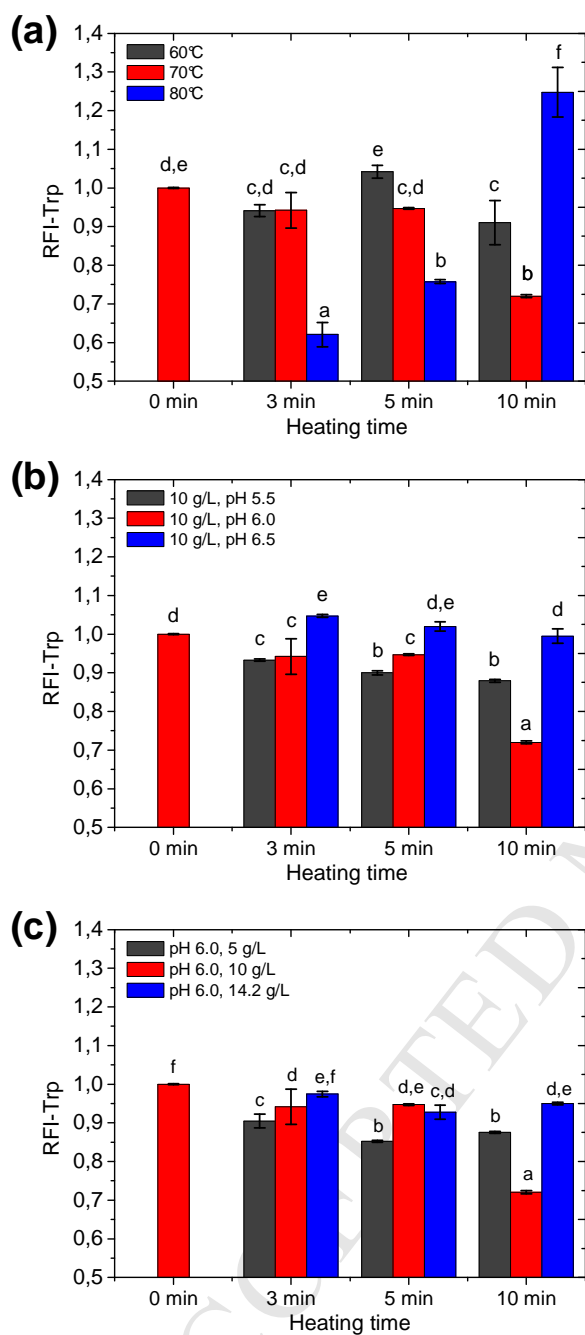 (a)
60°C
70°C
80°C
1,4
1,3
1,2
1,1
1,0
0,9
0,8
0,7
0,6
0,5
RFI-Trp
d,e
c,d
c,d
a
e
c,d
b
c
b
f
0 min
3 min
5 min
10 min
Heating time
(b)
10 g/L, pH 5.5
10 g/L, pH 6.0
10 g/L, pH 6.5
1,4
1,3
1,2
1,1
1,0
0,9
0,8
0,7
0,6
0,5
RFI-Trp
d
c
c
e
b
c
d,e
b
a
d
0 min
3 min
5 min
10 min
Heating time
(c)
pH 6.0, 5 g/L
pH 6.0, 10 g/L
pH 6.0, 14.2 g/L
1,4
1,3
1,2
1,1
1,0
0,9
0,8
0,7
0,6
0,5
RFI-Trp
f
c
d
e,f
b
d,e
c,d
b
a
d,e
0 min
3 min
5 min
10 min
Heating time